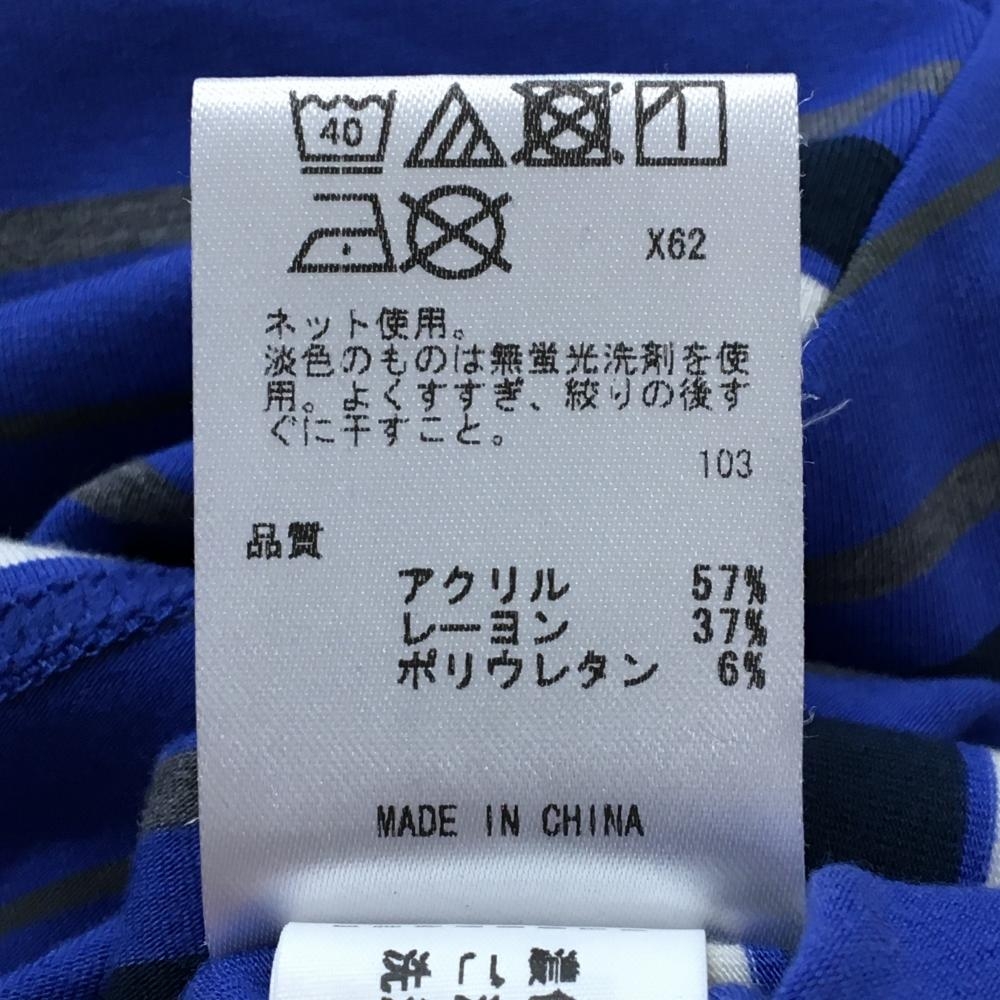 40
X62
ネット使用。
淡色のものは無蛍光洗剤を使
用。よくすすぎ、絞りの後す
ぐに干すこと。
103
品質
アクリル 57%
レーヨン 37%
ポリウレタン 6%
MADE IN CHINA